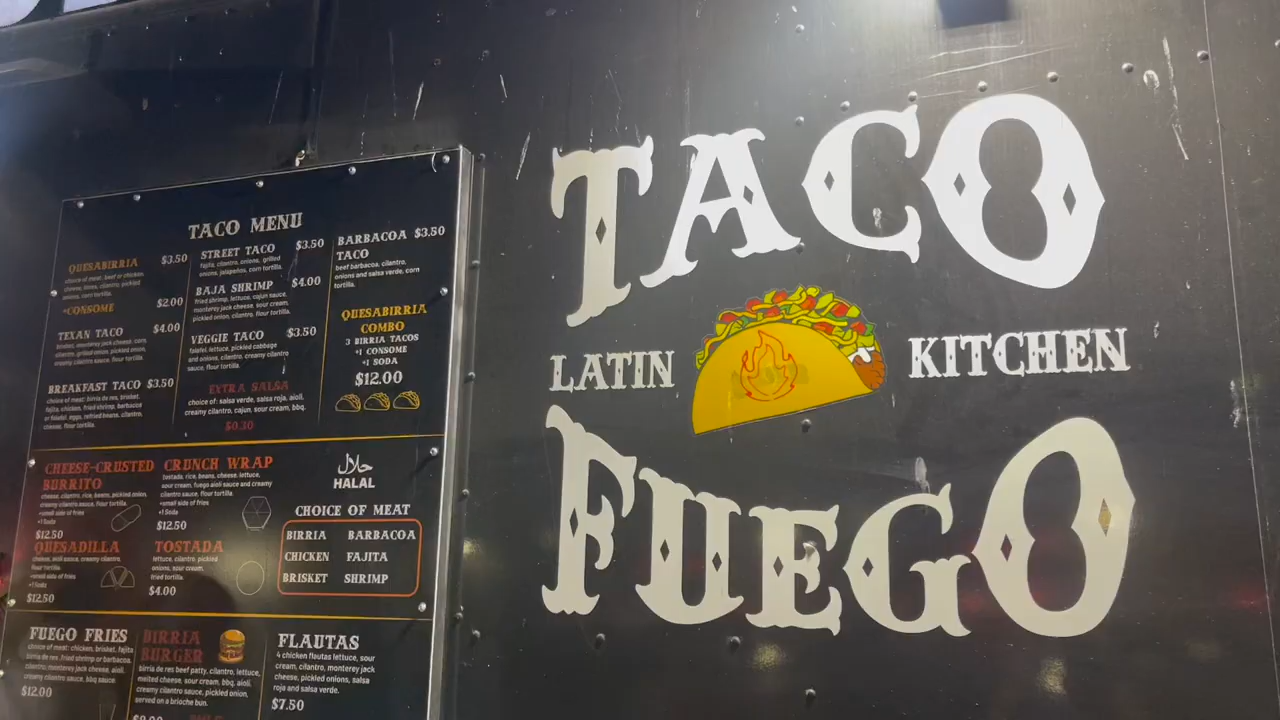 TACO
LATIN KITCHEN
FUEGO
TACO MENU
QUESABIRRIA $3.50
choice of meat: beef or chicken,
cheese, onions, cilantro, pickled
onions, corn tortilla.
+CONSOME $2.00
TEXAN TACO $4.00
brisket, monterey jack cheese, corn,
cilantro, grilled onion, pickled onion,
creamy cilantro sauce, flour tortilla.
BREAKFAST TACO $3.50
choice of meat: birria de res, brisket,
fajita, chicken, fried shrimp, barbacoa
or falafel, eggs, refried beans, cilantro,
cheese, flour tortilla.
STREET TACO $3.50
fajita, cilantro, onions, grilled
onions, jalapeños, corn tortilla.
BAJA SHRIMP $4.00
fried shrimp, lettuce, cajun sauce,
monterey jack cheese, sour cream,
pickled onion, cilantro, flour tortilla.
VEGGIE TACO $3.50
falafel, lettuce, pickled cabbage
and onions, cilantro, creamy cilantro
sauce, flour tortilla.
EXTRA SALSA
choice of: salsa verde, salsa roja, aioli,
creamy cilantro, cajun, sour cream, bbq.
BARBACOA $3.50
TACO
beef barbacoa, cilantro,
onions and salsa verde, corn
tortilla.
QUESABIRRIA
COMBO
3 BIRRIA TACOS
+1 CONSOME
+1 SODA
$12.00
CHEESE-CRUSTED
BURRITO
cheese, cilantro, rice, beans, pickled onion,
creamy cilantro sauce, flour tortilla
+small side of fries
+1 Soda
$12.50
CRUNCH WRAP
tostada, rice, beans, cheese, lettuce,
sour cream, fuego aioli sauce and creamy
cilantro sauce, flour tortilla.
+small side of fries
+1 Soda
$12.50
QUESADILLA
cheese, aioli sauce, creamy cilantro,
flour tortilla.
+small side of fries
+1 Soda
$12.50
TOSTADA
lettuce, cilantro, pickled
onions, sour cream,
fried tortilla.
$4.00
حلال
HALAL
CHOICE OF MEAT
BIRRIA BARBACOA
CHICKEN FAJITA
BRISKET SHRIMP
FUEGO FRIES
choice of meat: chicken, brisket, fajita
birria de res, fried shrimp or barbacoa,
cilantro, monterey jack cheese, aioli,
creamy cilantro sauce, bbq sauce
$12.00
BIRRIA
BURGER
birria de res beef patty, cilantro, lettuce,
melted cheese, sour cream, bbq, aioli,
creamy cilantro sauce, pickled onion,
served on a brioche bun.
FLAUTAS
4 chicken flautas lettuce, sour
cream, cilantro, monterey jack
cheese, pickled onions, salsa
roja and salsa verde.
$7.50